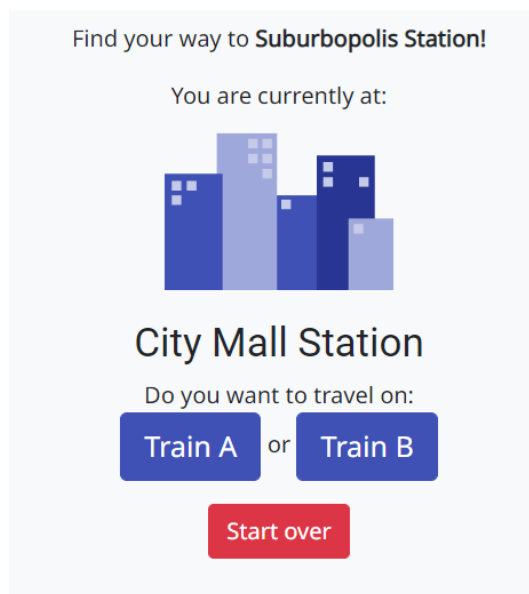 Find your way to Suburbopolis Station!
You are currently at:
City Mall Station
Do you want to travel on:
Train A or Train B
Start over